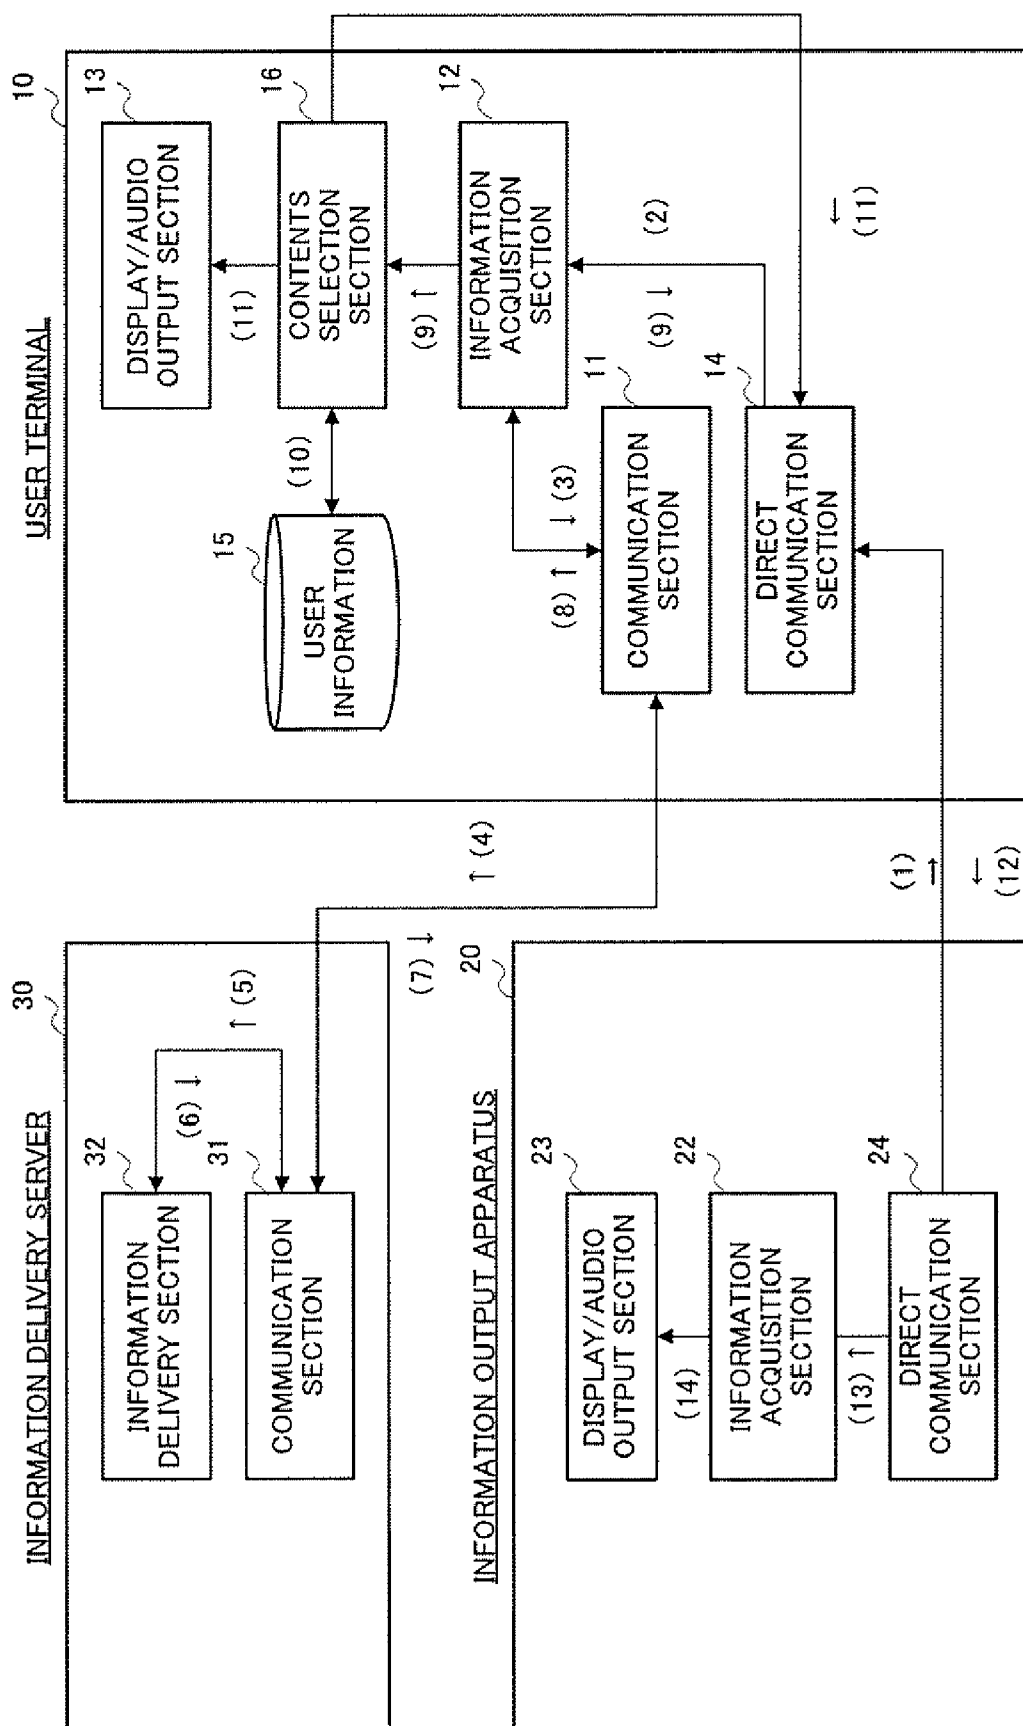 INFORMATION DELIVERY SERVER
30
INFORMATION
DELIVERY SECTION
32
(6) ↓
↑ (5)
COMMUNICATION
SECTION
31
(7) ↓
↑ (4)
INFORMATION OUTPUT APPARATUS
20
DISPLAY/AUDIO
OUTPUT SECTION
23
(14)
INFORMATION
ACQUISITION
SECTION
22
(13) ↑
DIRECT
COMMUNICATION
SECTION
24
(1)
→
←
(12)
USER TERMINAL
10
DISPLAY/AUDIO
OUTPUT SECTION
13
(11)
USER
INFORMATION
15
(10)
CONTENTS
SELECTION
SECTION
16
(9) ↑
INFORMATION
ACQUISITION
SECTION
12
(8) ↑
↓ (3)
COMMUNICATION
SECTION
11
(9) ↓
(2)
DIRECT
COMMUNICATION
SECTION
14
←
(11)